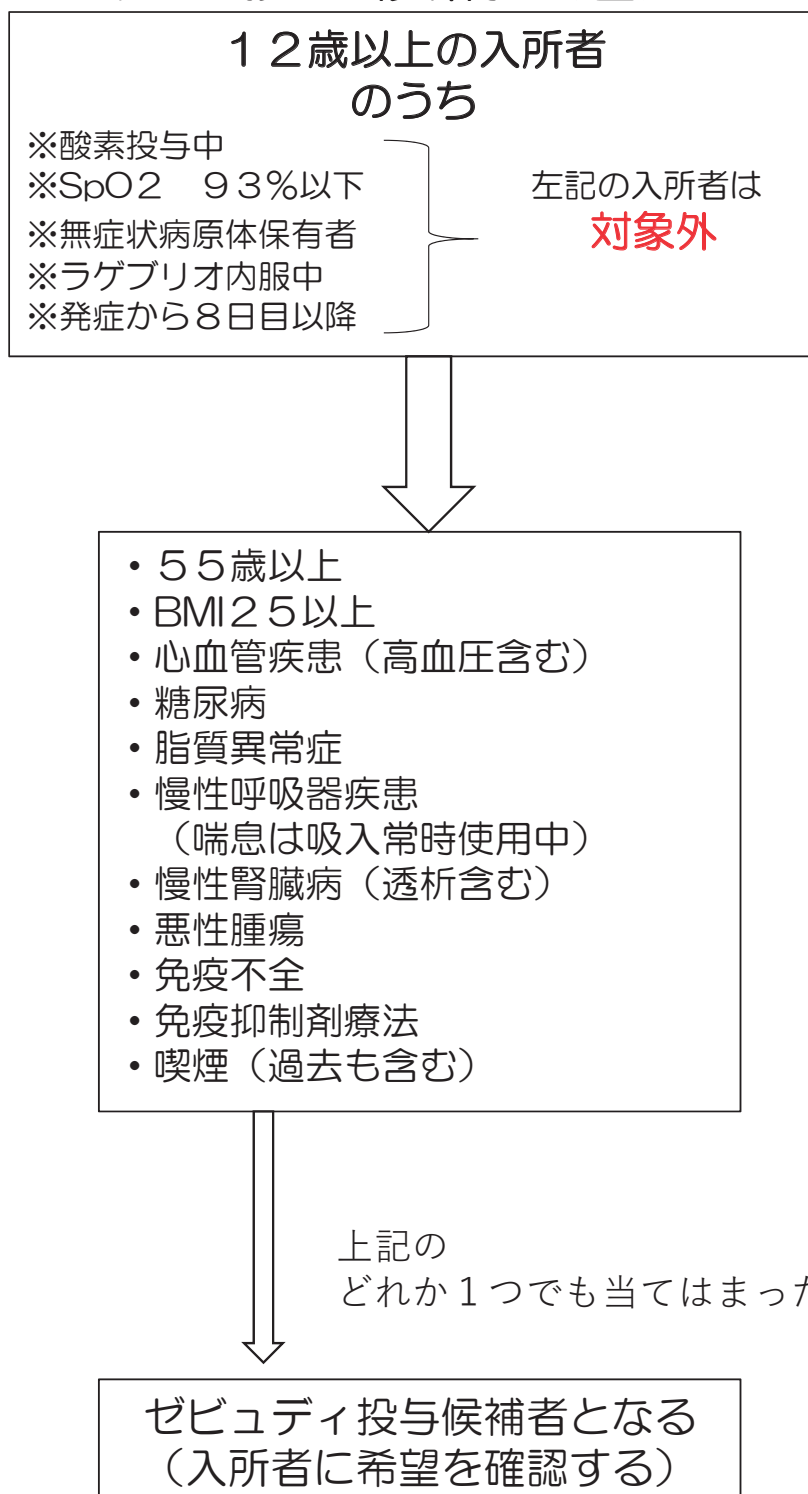 １２歳以上の入所者
のうち
※酸素投与中
※SpO２　９３％以下
※無症状病原体保有者
※ラゲブリオ内服中
※発症から８日目以降
左記の入所者は
対象外
・５５歳以上
・BMI２５以上
・心血管疾患（高血圧含む）
・糖尿病
・脂質異常症
・慢性呼吸器疾患
（喘息は吸入常時使用中）
・慢性腎臓病（透析含む）
・悪性腫瘍
・免疫不全
・免疫抑制剤療法
・喫煙（過去も含む）
上記の
どれか１つでも当てはまった
ゼビュディ投与候補者となる
（入所者に希望を確認する）